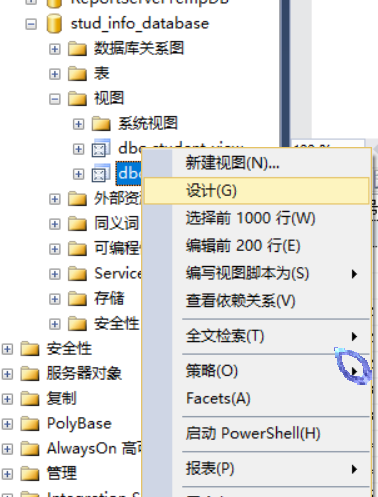 ReportServerTempDB
stud_info_database
数据库关系图
表
视图
系统视图
dbo.student_view
dbo
外部资
同义词
可编程
Service
存储
安全性
安全性
服务器对象
复制
PolyBase
AlwaysOn 高可
管理
Integration S
新建视图(N)...
设计(G)
选择前 1000 行(W)
编辑前 200 行(E)
编写视图脚本为(S)
查看依赖关系(V)
全文检索(T)
策略(O)
Facets(A)
启动 PowerShell(H)
报表(P)